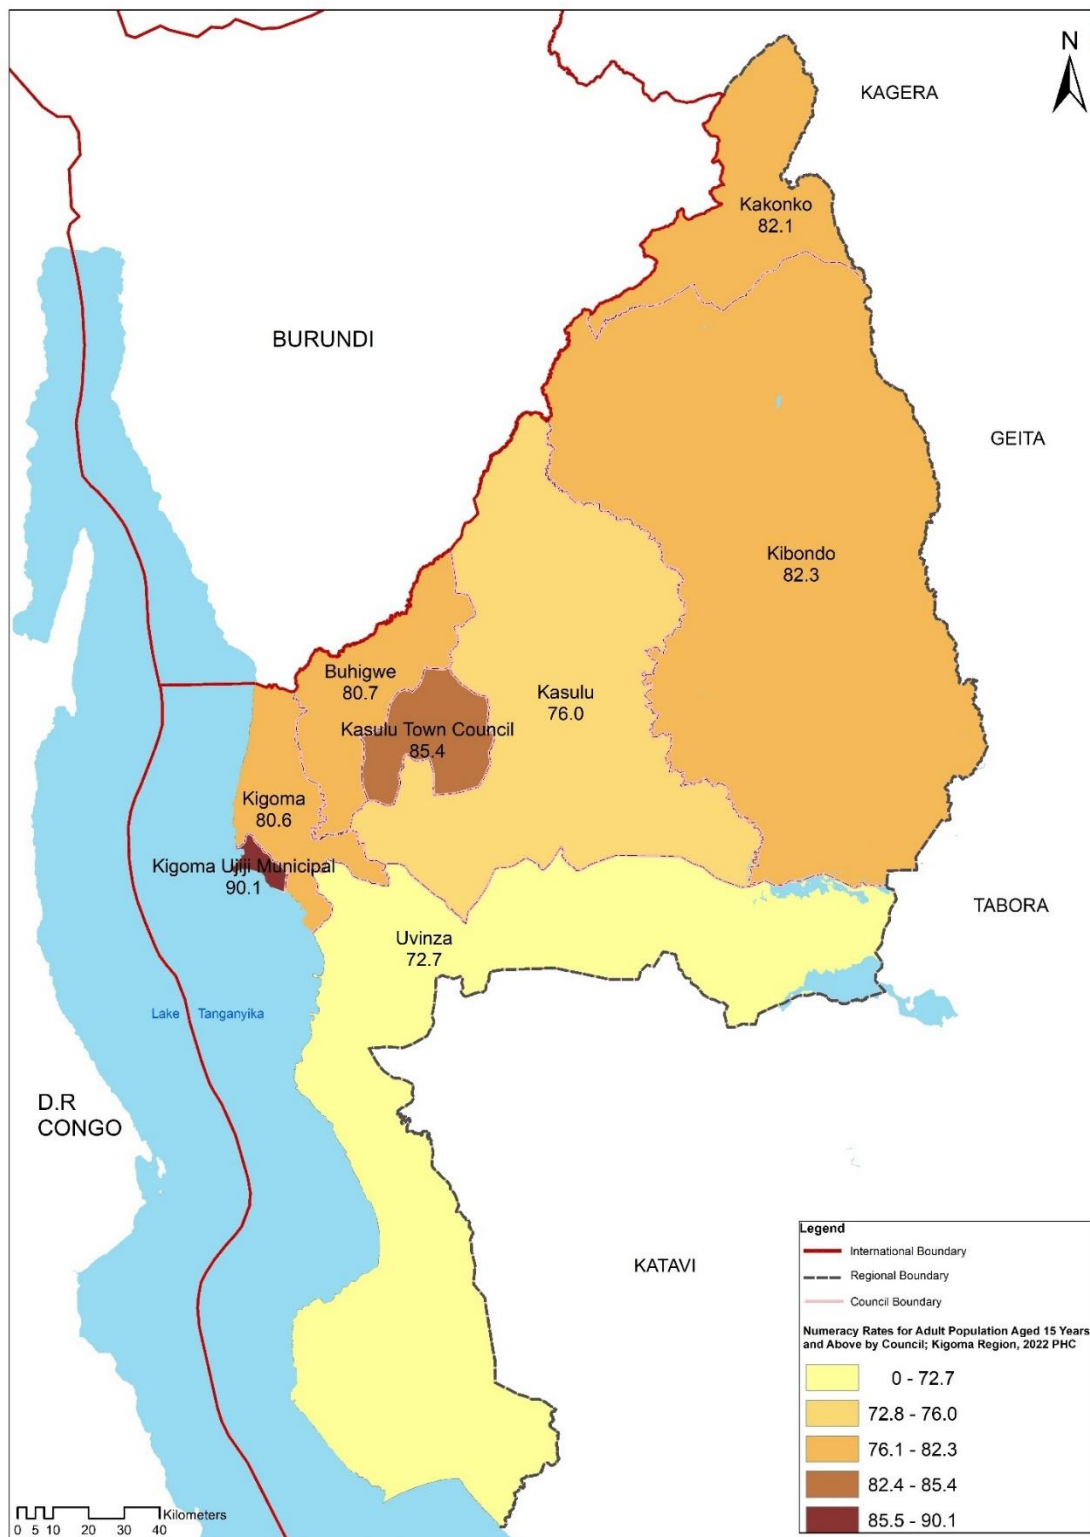 N
KAGERA
Kakonko
82.1
BURUNDI
GEITA
Kibondo
82.3
Buhigwe
80.7
Kasulu
76.0
Kasulu Town Council
85.4
Kigoma
80.6
Kigoma Ujiji Municipal
90.1
TABORA
Uvinza
72.7
Lake Tanganyika
D.R
CONGO
KATAVI
Legend
International Boundary
Regional Boundary
Council Boundary
Numeracy Rates for Adult Population Aged 15 Years
and Above by Council; Kigoma Region, 2022 PHC
0 - 72.7
72.8 - 76.0
76.1 - 82.3
82.4 - 85.4
85.5 - 90.1
Kilometers
0 5 10 20 30 40